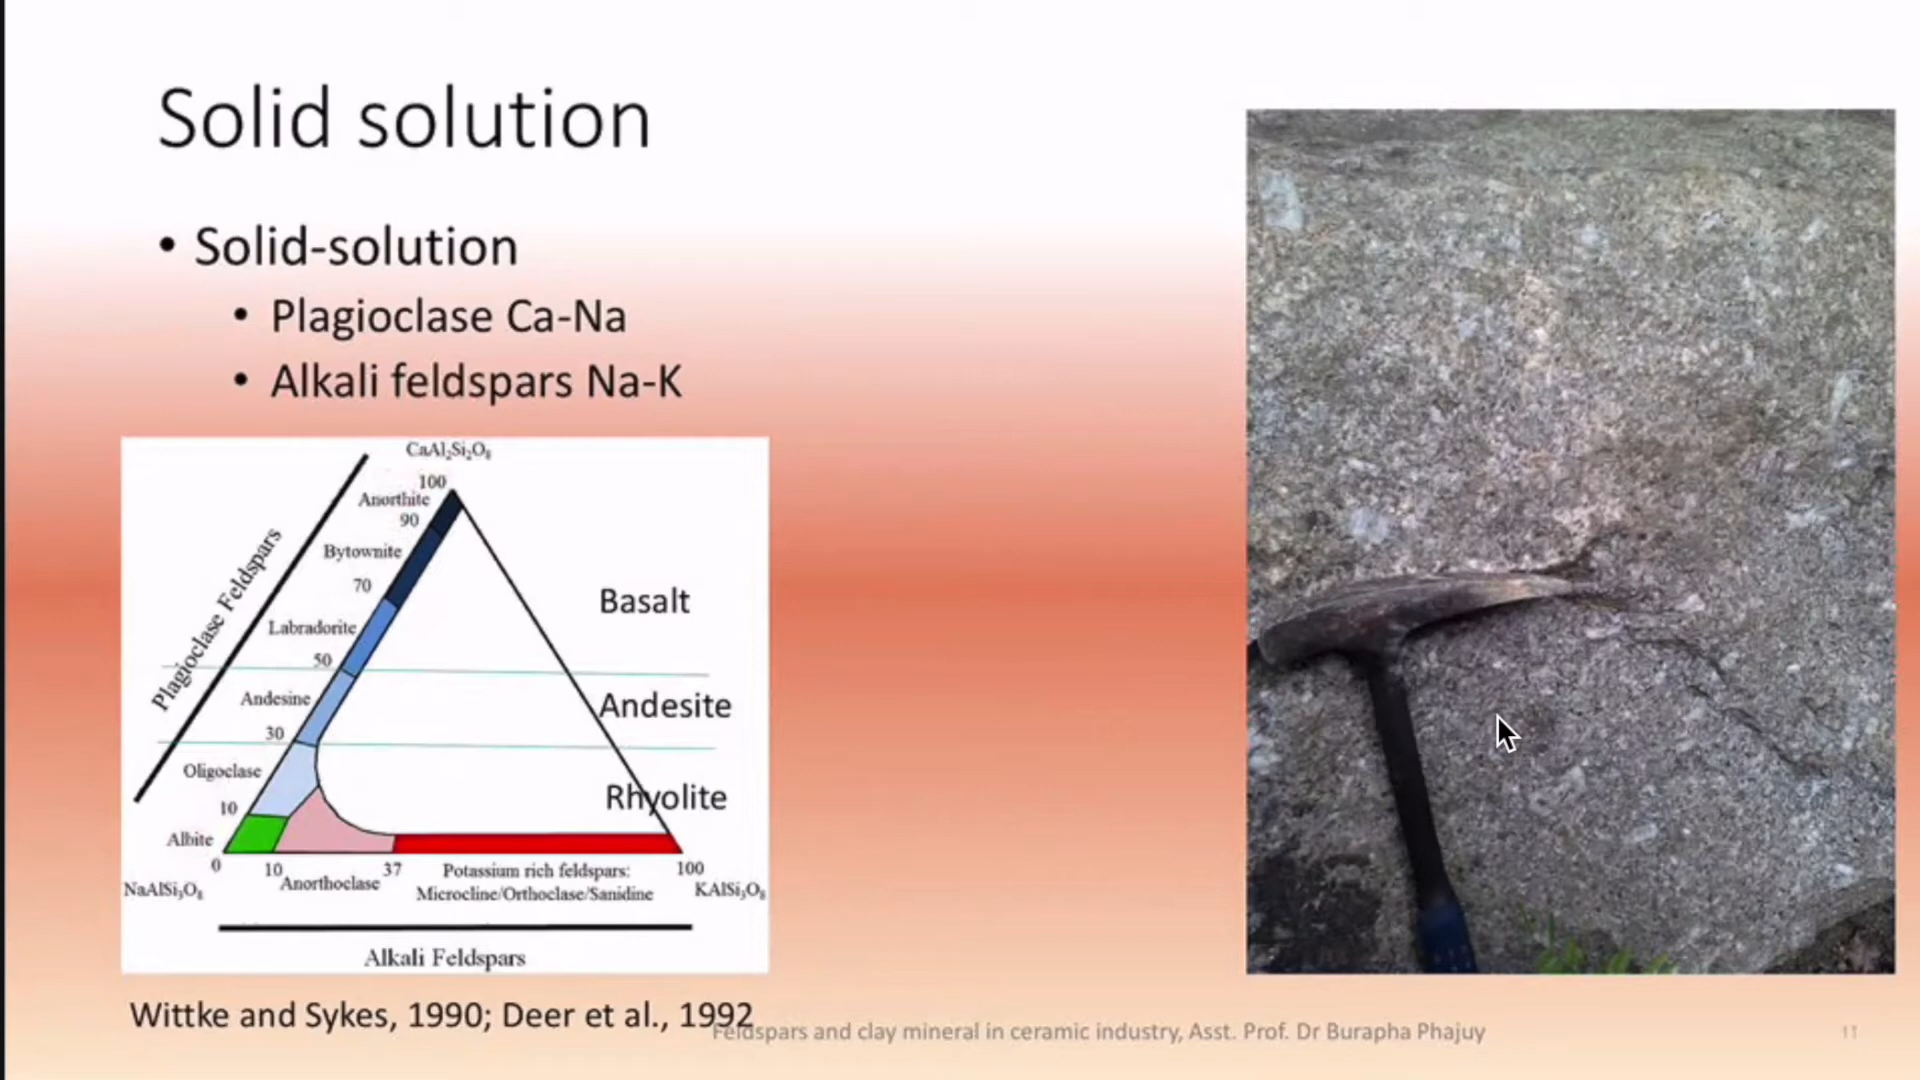 Solid solution
• Solid-solution
• Plagioclase Ca-Na
• Alkali feldspars Na-K
CaAl₂Si₂O₈
100
Anorthite
90
Bytownite
70
Plagioclase Feldspars
Labradorite
50
Andesine
30
Oligoclase
10
Albite
0
10
37
100
NaAlSi₃O₈
Anorthoclase
Potassium rich feldspars:
Microcline/Orthoclase/Sanidine
KAlSi₃O₈
Alkali Feldspars
Basalt
Andesite
Rhyolite
Wittke and Sykes, 1990; Deer et al., 1992
Feldspars and clay mineral in ceramic industry, Asst. Prof. Dr Burapha Phajuy
11